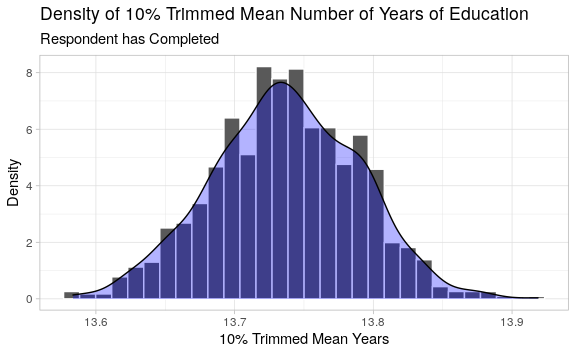 Density of 10% Trimmed Mean Number of Years of Education
Respondent has Completed
8
6
4
2
0
Density
13.6 13.7 13.8 13.9
10% Trimmed Mean Years